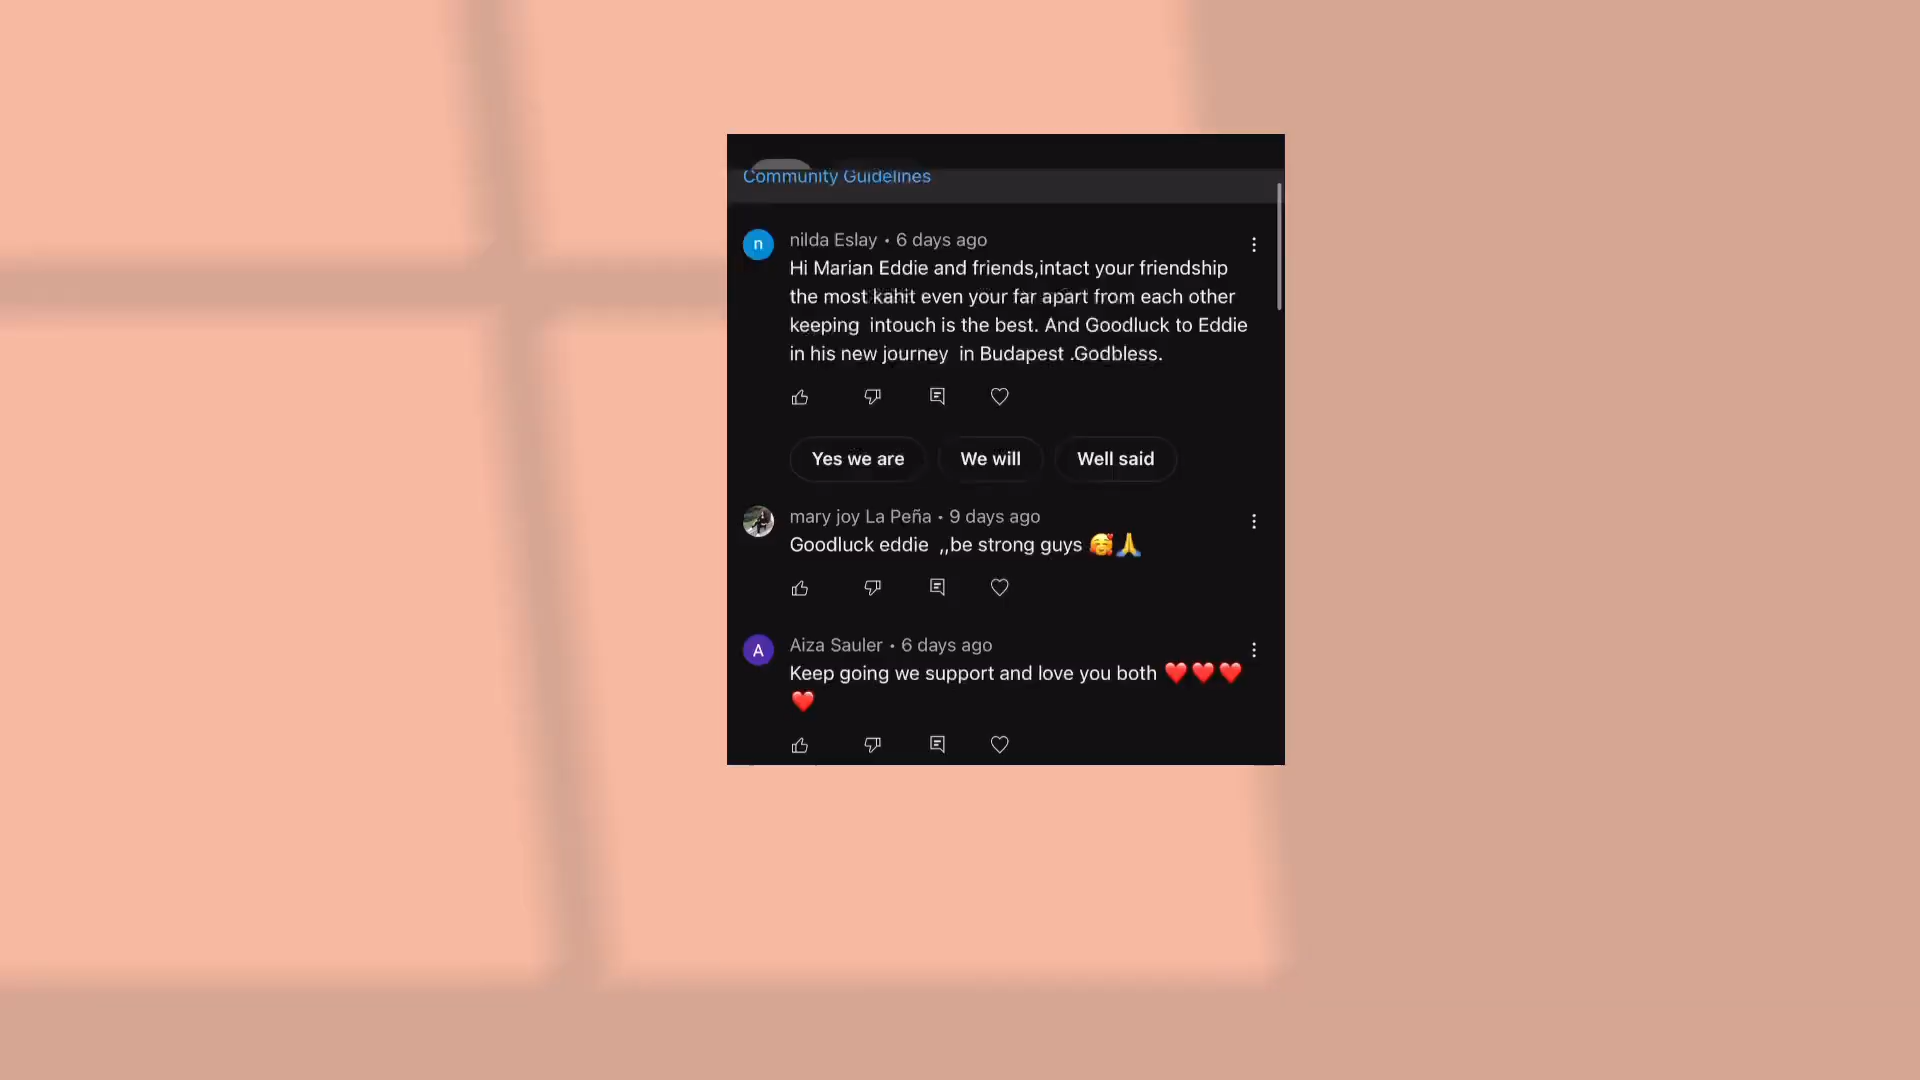 Community Guidelines
n
nilda Eslay • 6 days ago
Hi Marian Eddie and friends,intact your friendship
the most kahit even your far apart from each other
keeping  intouch is the best. And Goodluck to Eddie
in his new journey  in Budapest .Godbless.
Yes we are We will Well said
mary joy La Peña • 9 days ago
Goodluck eddie  ,,be strong guys 🥰🙏
A
Aiza Sauler • 6 days ago
Keep going we support and love you both ❤️❤️❤️
❤️